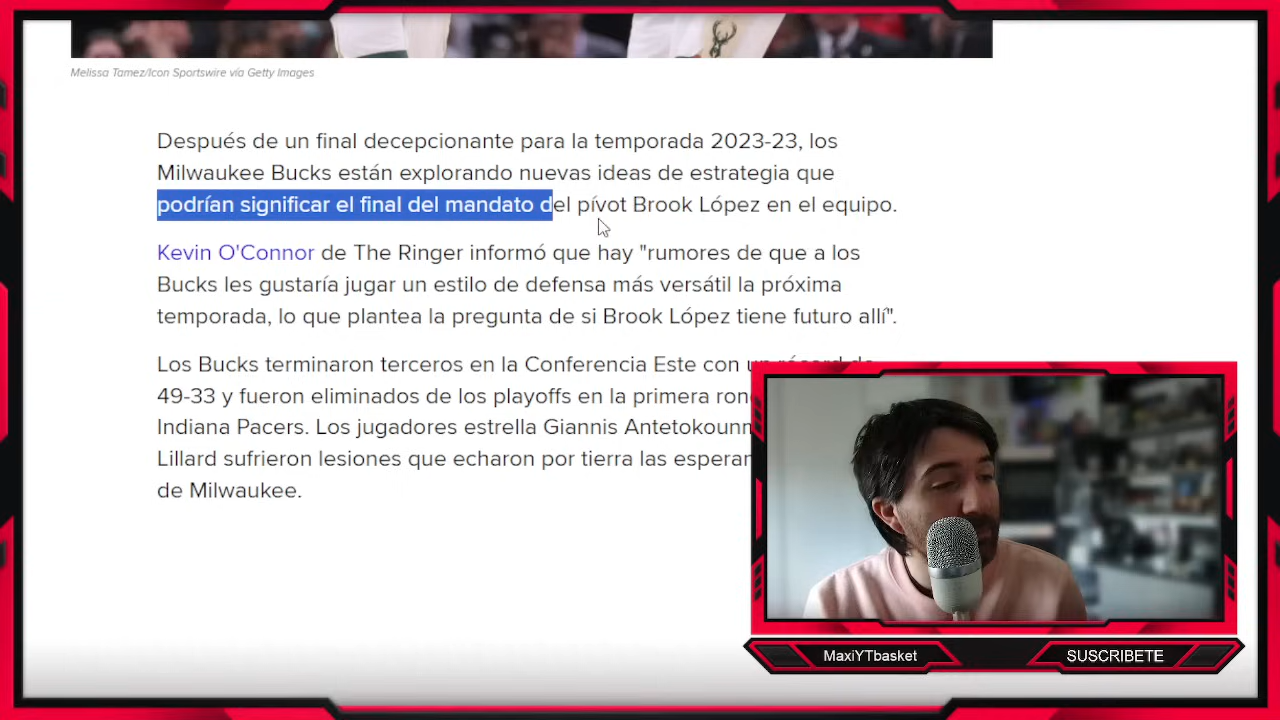 Melissa Tamez/Icon Sportswire vía Getty Images
Después de un final decepcionante para la temporada 2023-23, los
Milwaukee Bucks están explorando nuevas ideas de estrategia que
podrían significar el final del mandato del pívot Brook López en el equipo.
Kevin O'Connor de The Ringer informó que hay "rumores de que a los
Bucks les gustaría jugar un estilo de defensa más versátil la próxima
temporada, lo que plantea la pregunta de si Brook López tiene futuro allí".
Los Bucks terminaron terceros en la Conferencia Este con un récord de
49-33 y fueron eliminados de los playoffs en la primera
Indiana Pacers. Los jugadores estrella Giannis
Lillard sufrieron lesiones que echaron por tierra las
de Milwaukee.
MaxiYTbasket
SUSCRIBETE